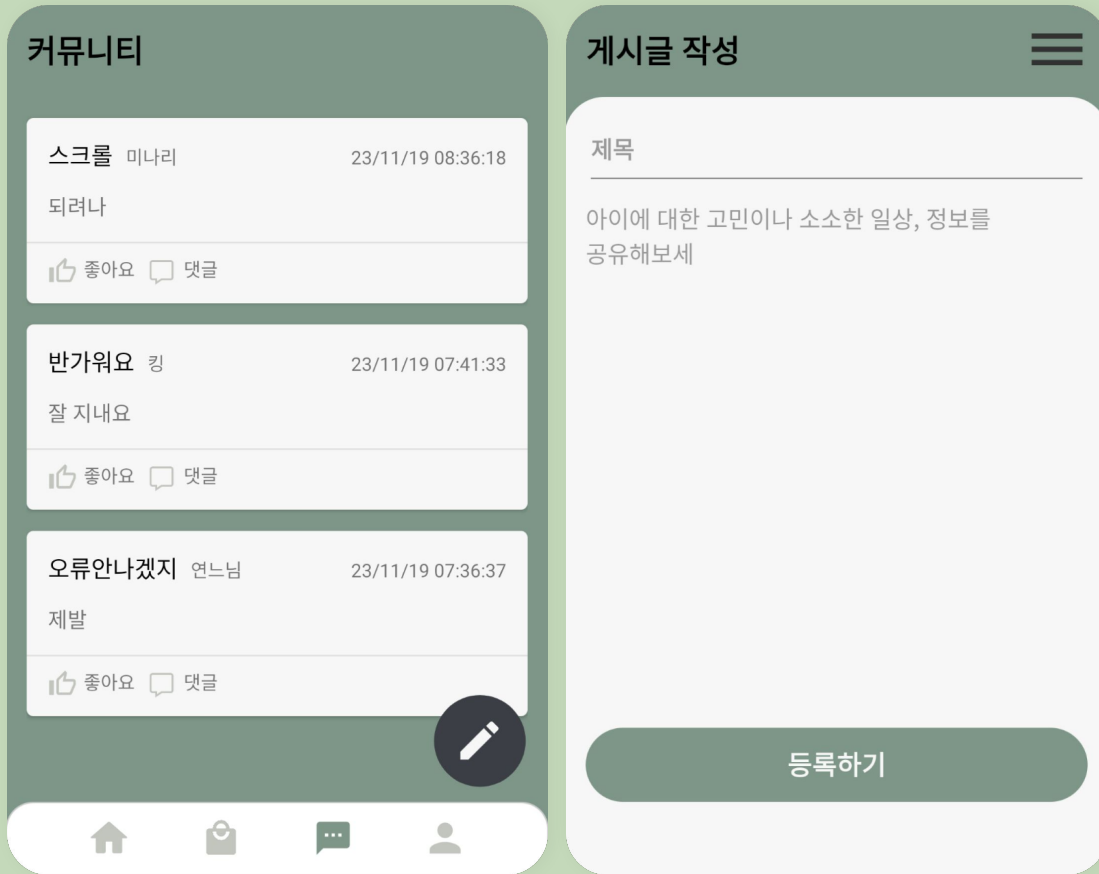 커뮤니티
스크롤 미나리 23/11/19 08:36:18
되려나
좋아요 댓글
반가워요 킹 23/11/19 07:41:33
잘 지내요
좋아요 댓글
오류안나겠지 연느님 23/11/19 07:36:37
제발
좋아요 댓글
게시글 작성
제목
아이에 대한 고민이나 소소한 일상, 정보를
공유해보세
등록하기